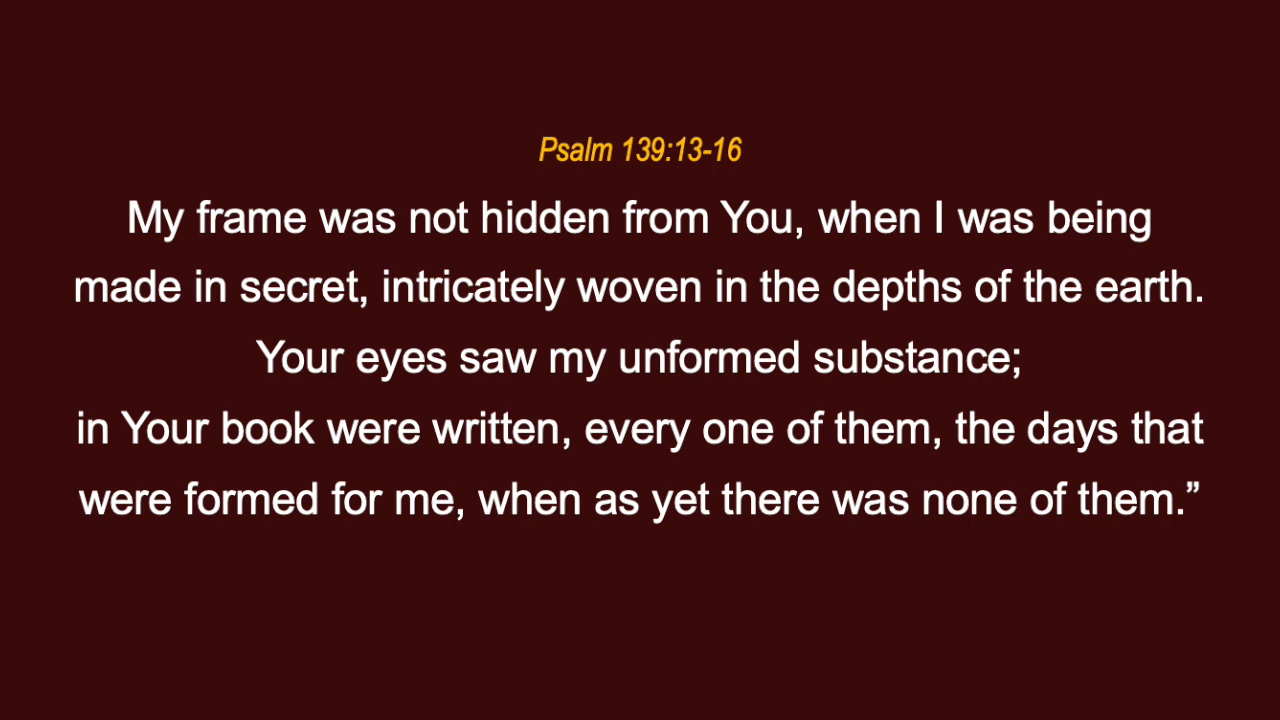 Psalm 139:13-16
My frame was not hidden from You, when I was being
made in secret, intricately woven in the depths of the earth.
Your eyes saw my unformed substance;
in Your book were written, every one of them, the days that
were formed for me, when as yet there was none of them.”